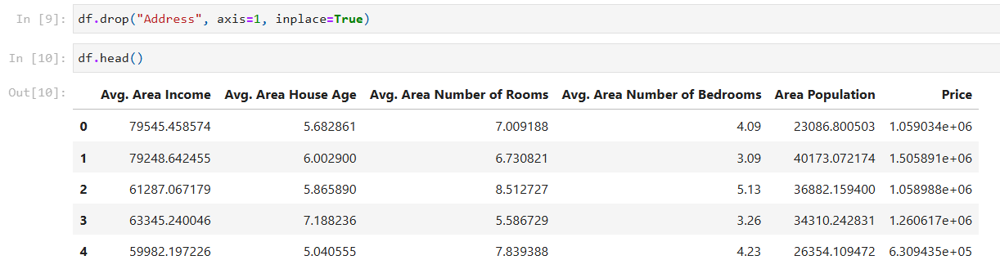 In [9]: df.drop("Address", axis=1, inplace=True)
In [10]: df.head()
Out[10]:
Avg. Area Income Avg. Area House Age Avg. Area Number of Rooms Avg. Area Number of Bedrooms Area Population Price
0 79545.458574 5.682861 7.009188 4.09 23086.800503 1.059034e+06
1 79248.642455 6.002900 6.730821 3.09 40173.072174 1.505891e+06
2 61287.067179 5.865890 8.512727 5.13 36882.159400 1.058988e+06
3 63345.240046 7.188236 5.586729 3.26 34310.242831 1.260617e+06
4 59982.197226 5.040555 7.839388 4.23 26354.109472 6.309435e+05